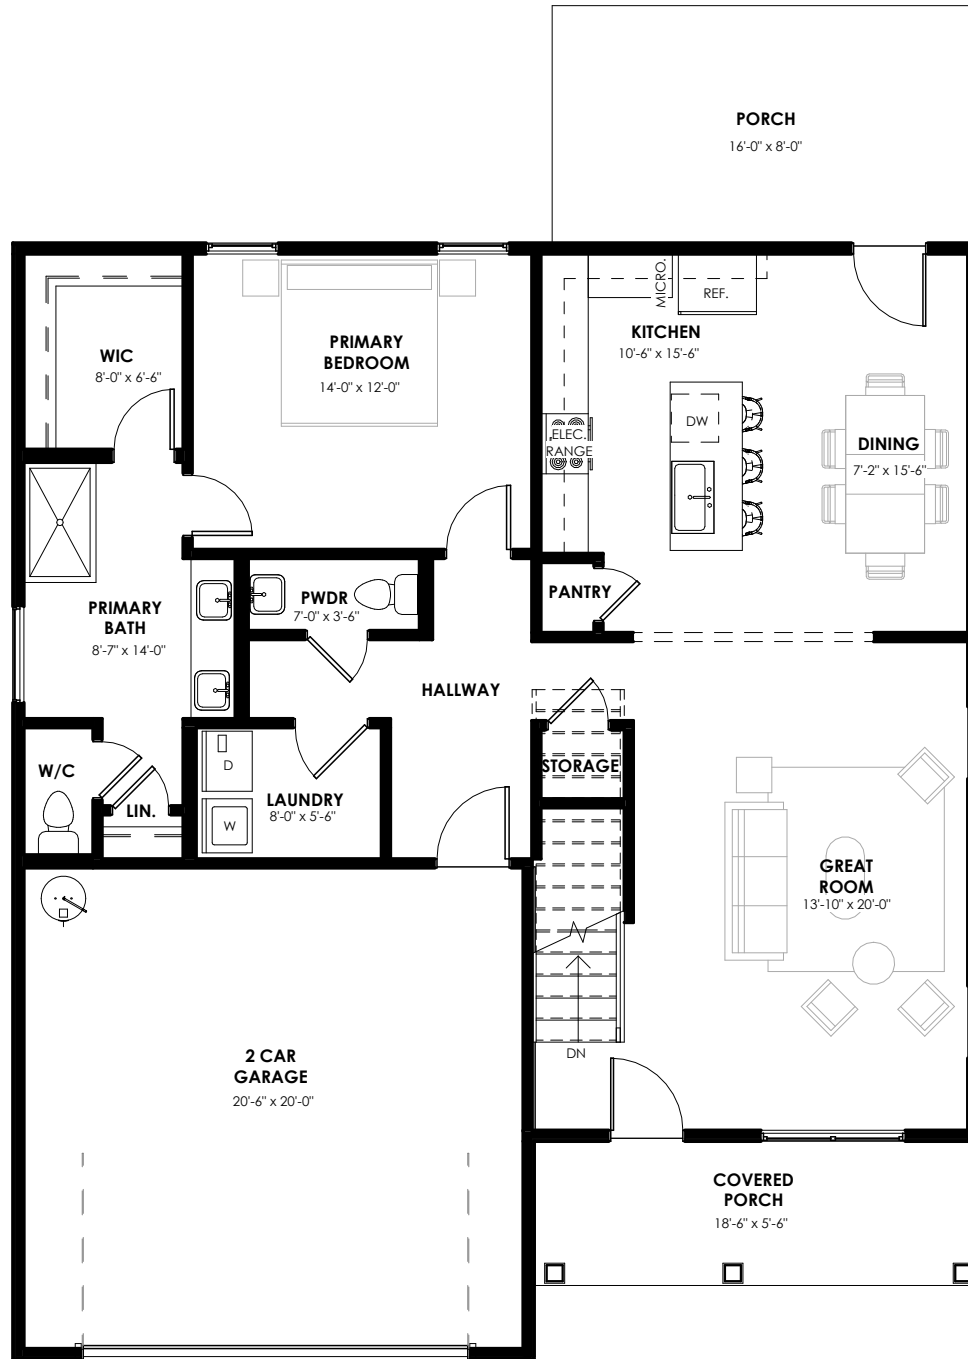 PORCH
16'-0" x 8'-0"
MICRO.
REF.
KITCHEN
10'-6" x 15'-6"
PRIMARY
BEDROOM
14'-0" x 12'-0"
WIC
8'-0" x 6'-6"
DW
ELEC.
RANGE
DINING
7'-2" x 15'-6"
PANTRY
PWDR
7'-0" x 3'-6"
PRIMARY
BATH
8'-7" x 14'-0"
HALLWAY
W/C
D
STORAGE
LAUNDRY
8'-0" x 5'-6"
LIN.
W
GREAT
ROOM
13'-10" x 20'-0"
DN
2 CAR
GARAGE
20'-6" x 20'-0"
COVERED
PORCH
18'-6" x 5'-6"